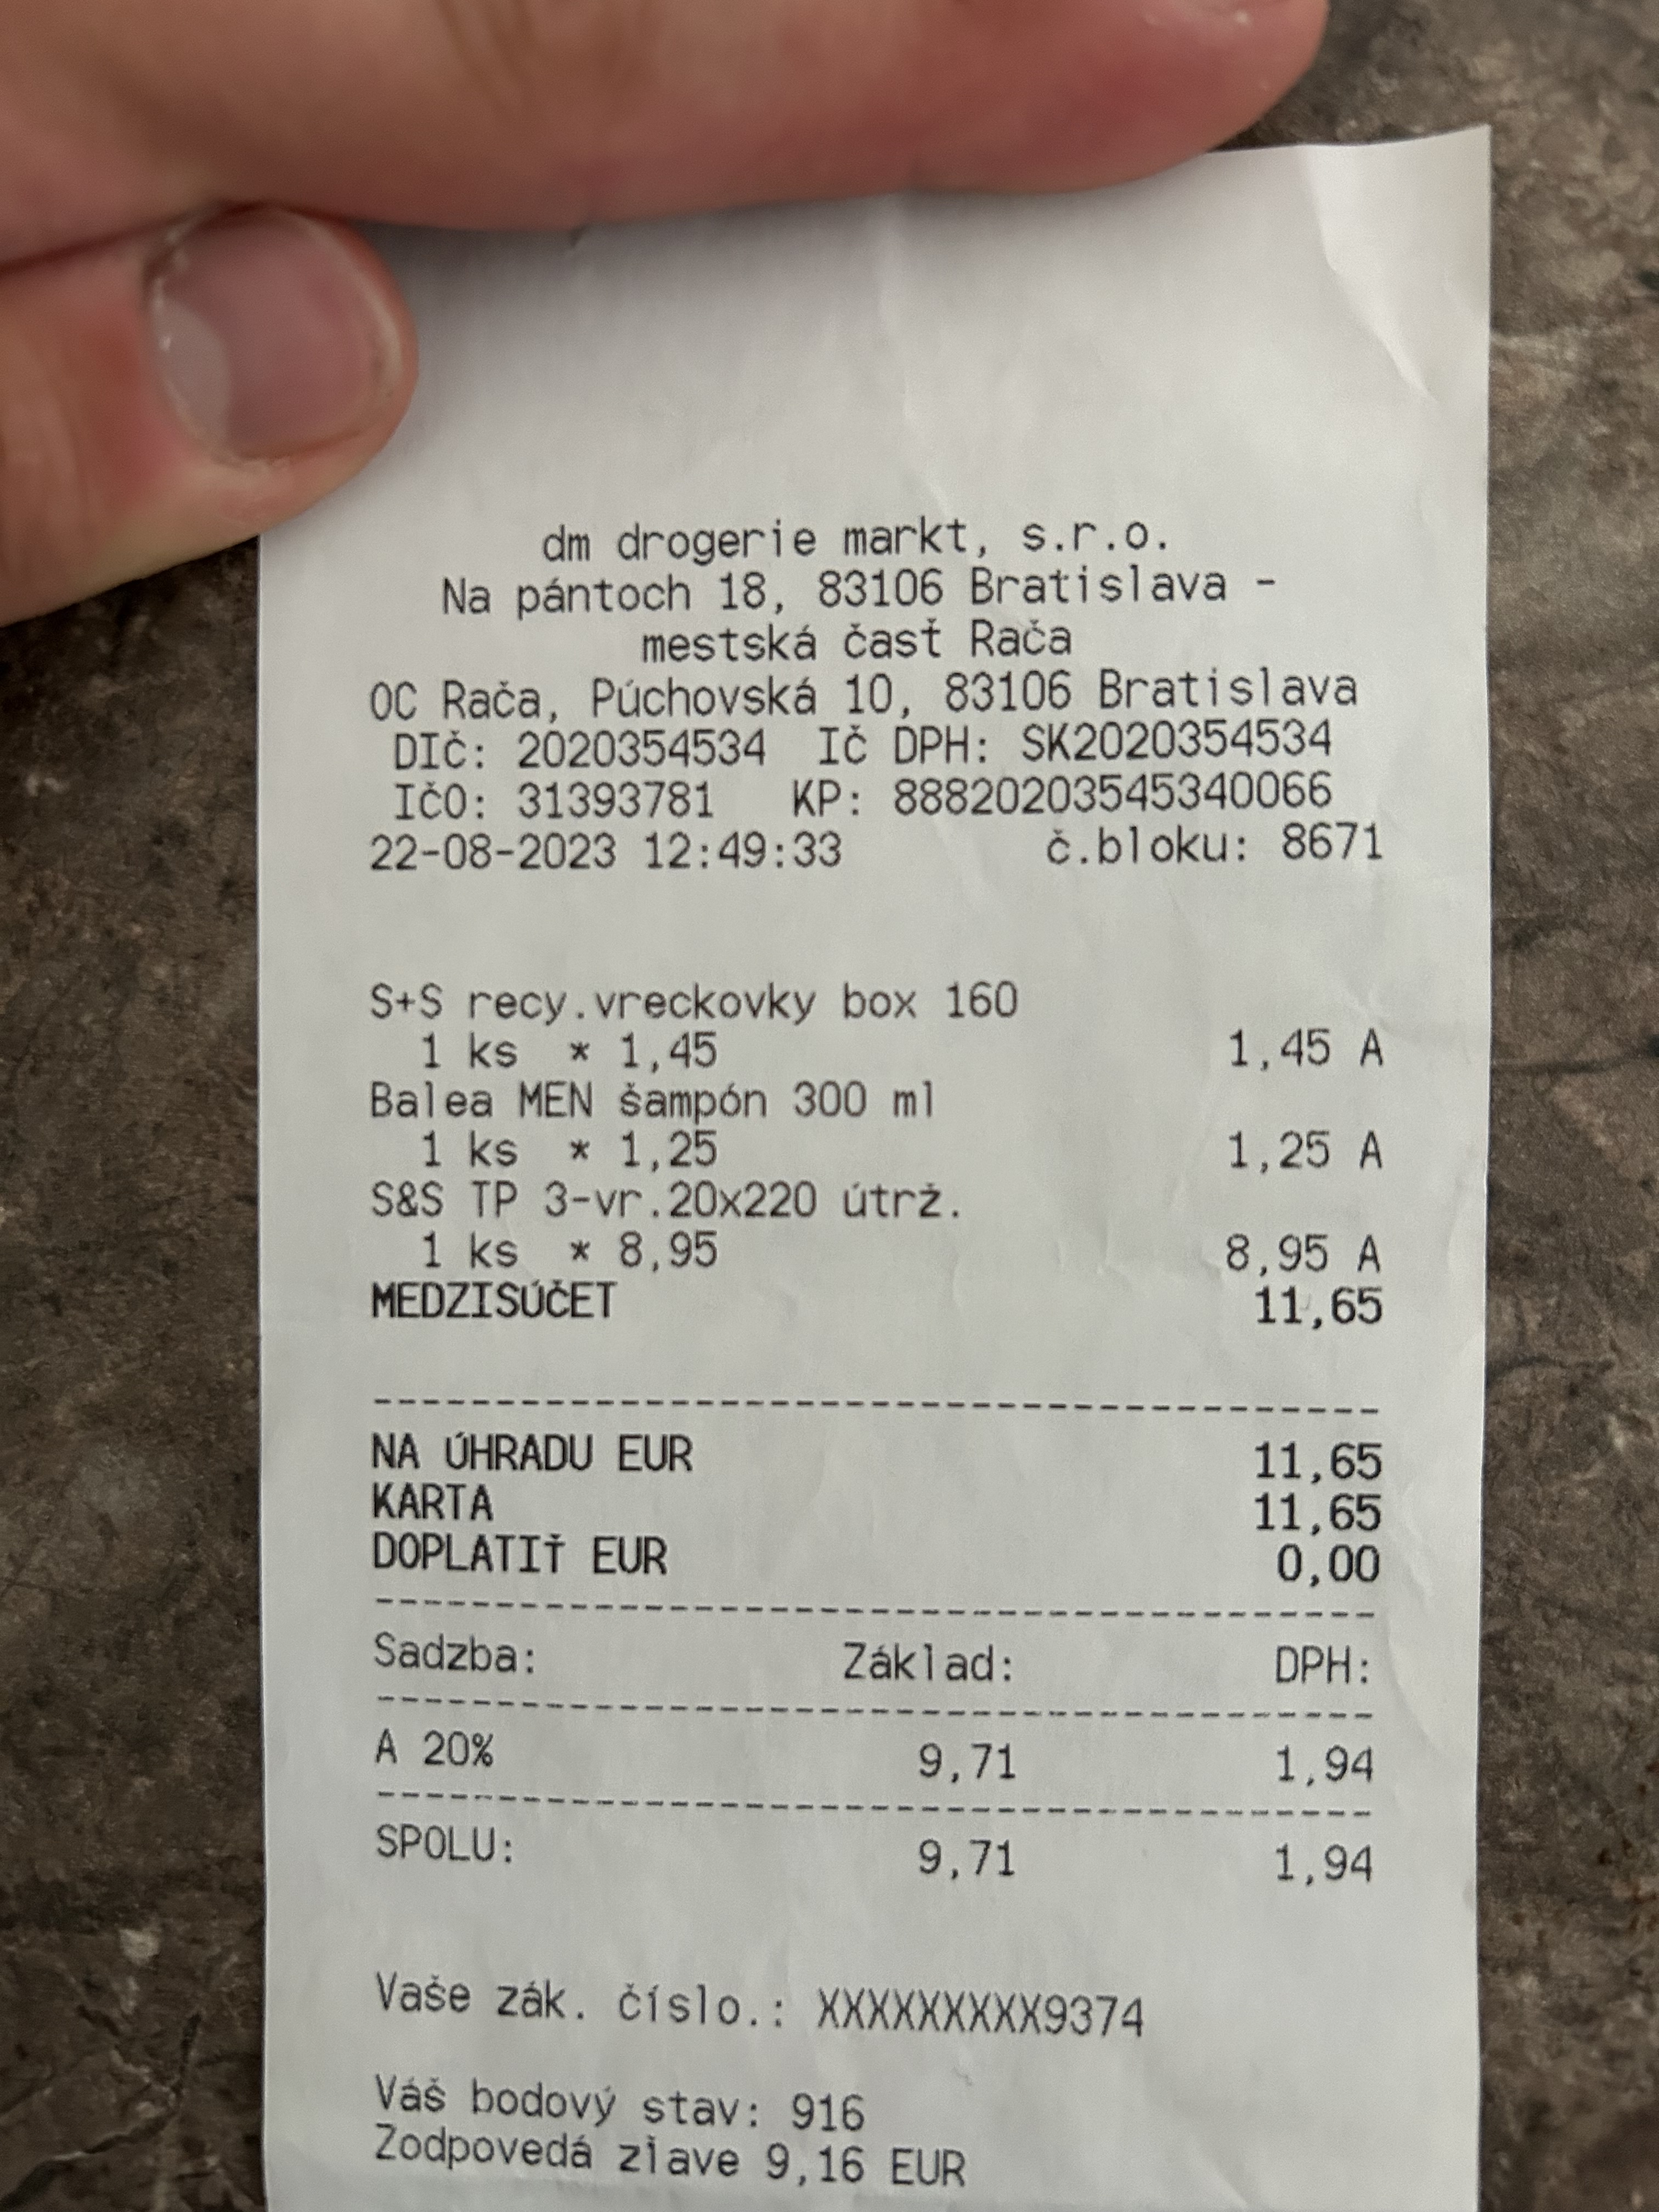 dm drogerie markt, s.r.o.
Na pántoch 18, 83106 Bratislava -
mestská časť Rača
OC Rača, Púchovská 10, 83106 Bratislava
DIČ: 2020354534 IČ DPH: SK2020354534
IČO: 31393781 KP: 88820203545340066
22-08-2023 12:49:33 č.bloku: 8671
S+S recy.vreckovky box 160
1 ks * 1,45 1,45 A
Balea MEN šampón 300 ml
1 ks * 1,25 1,25 A
S&S TP 3-vr.20x220 útrž.
1 ks * 8,95 8,95 A
MEDZISÚČET 11,65
----------------------------------------
NA ÚHRADU EUR 11,65
KARTA 11,65
DOPLATIŤ EUR 0,00
----------------------------------------
Sadzba: Základ: DPH:
----------------------------------------
A 20% 9,71 1,94
----------------------------------------
SPOLU: 9,71 1,94
Vaše zák. číslo.: XXXXXXXXX9374
Váš bodový stav: 916
Zodpovedá zľave 9,16 EUR